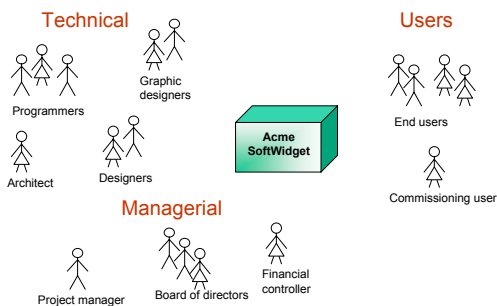 Technical
Users
Graphic
designers
Programmers
End users
Acme
SoftWidget
Architect
Designers
Commissioning user
Managerial
Project manager
Board of directors
Financial
controller